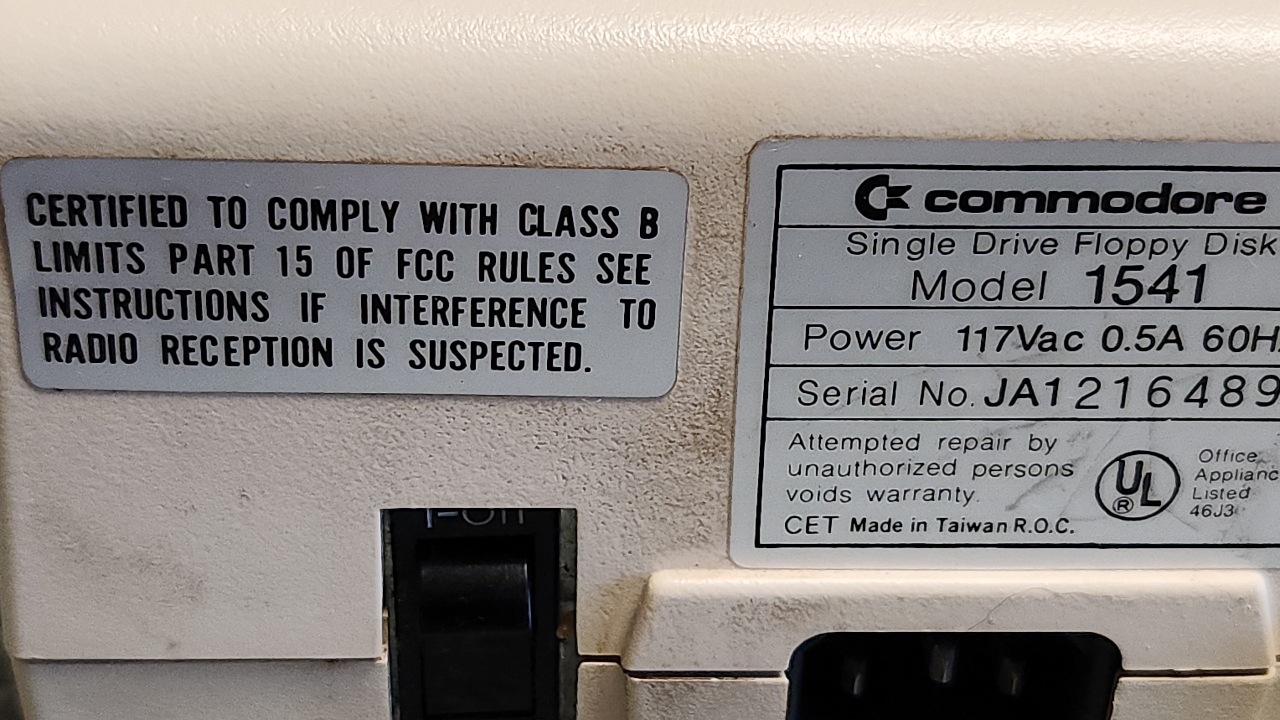 CERTIFIED TO COMPLY WITH CLASS B
LIMITS PART 15 OF FCC RULES SEE
INSTRUCTIONS IF INTERFERENCE TO
RADIO RECEPTION IS SUSPECTED.
commodore
Single Drive Floppy Disk
Model 1541
Power 117Vac 0.5A 60Hz
Serial No. JA1216489
Attempted repair by
unauthorized persons
voids warranty.
CET Made in Taiwan R.O.C.
UL ®
Office
Listed
46J3